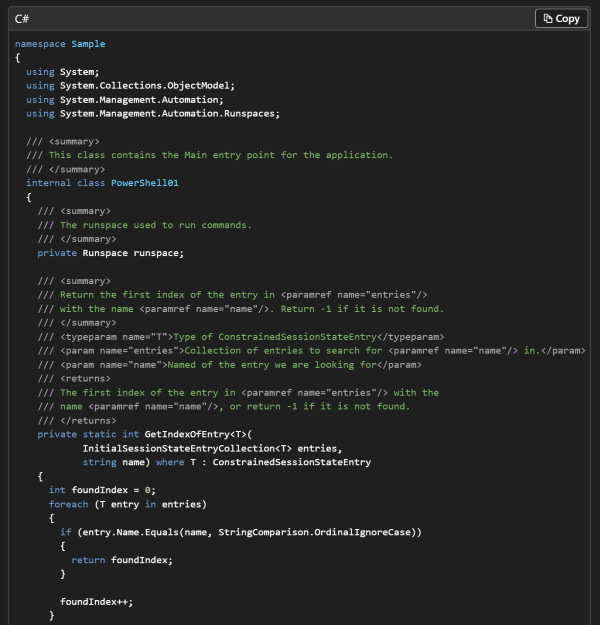 C#
Copy
namespace Sample
{
using System;
using System.Collections.ObjectModel;
using System.Management.Automation;
using System.Management.Automation.Runspaces;
/// <summary>
/// This class contains the Main entry point for the application.
/// </summary>
internal class PowerShell01
{
/// <summary>
/// The runspace used to run commands.
/// </summary>
private Runspace runspace;
/// <summary>
/// Return the first index of the entry in <paramref name="entries"/>
/// with the name <paramref name="name"/>. Return -1 if it is not found.
/// </summary>
/// <typeparam name="T">Type of ConstrainedSessionStateEntry</typeparam>
/// <param name="entries">Collection of entries to search for <paramref name="name"/> in.</param>
/// <param name="name">Named of the entry we are looking for</param>
/// <returns>
/// The first index of the entry in <paramref name="entries"/> with the
/// name <paramref name="name"/>, or return -1 if it is not found.
/// </returns>
private static int GetIndexOfEntry<T>(
InitialSessionStateEntryCollection<T> entries,
string name) where T : ConstrainedSessionStateEntry
{
int foundIndex = 0;
foreach (T entry in entries)
{
if (entry.Name.Equals(name, StringComparison.OrdinalIgnoreCase))
{
return foundIndex;
}
foundIndex++;
}